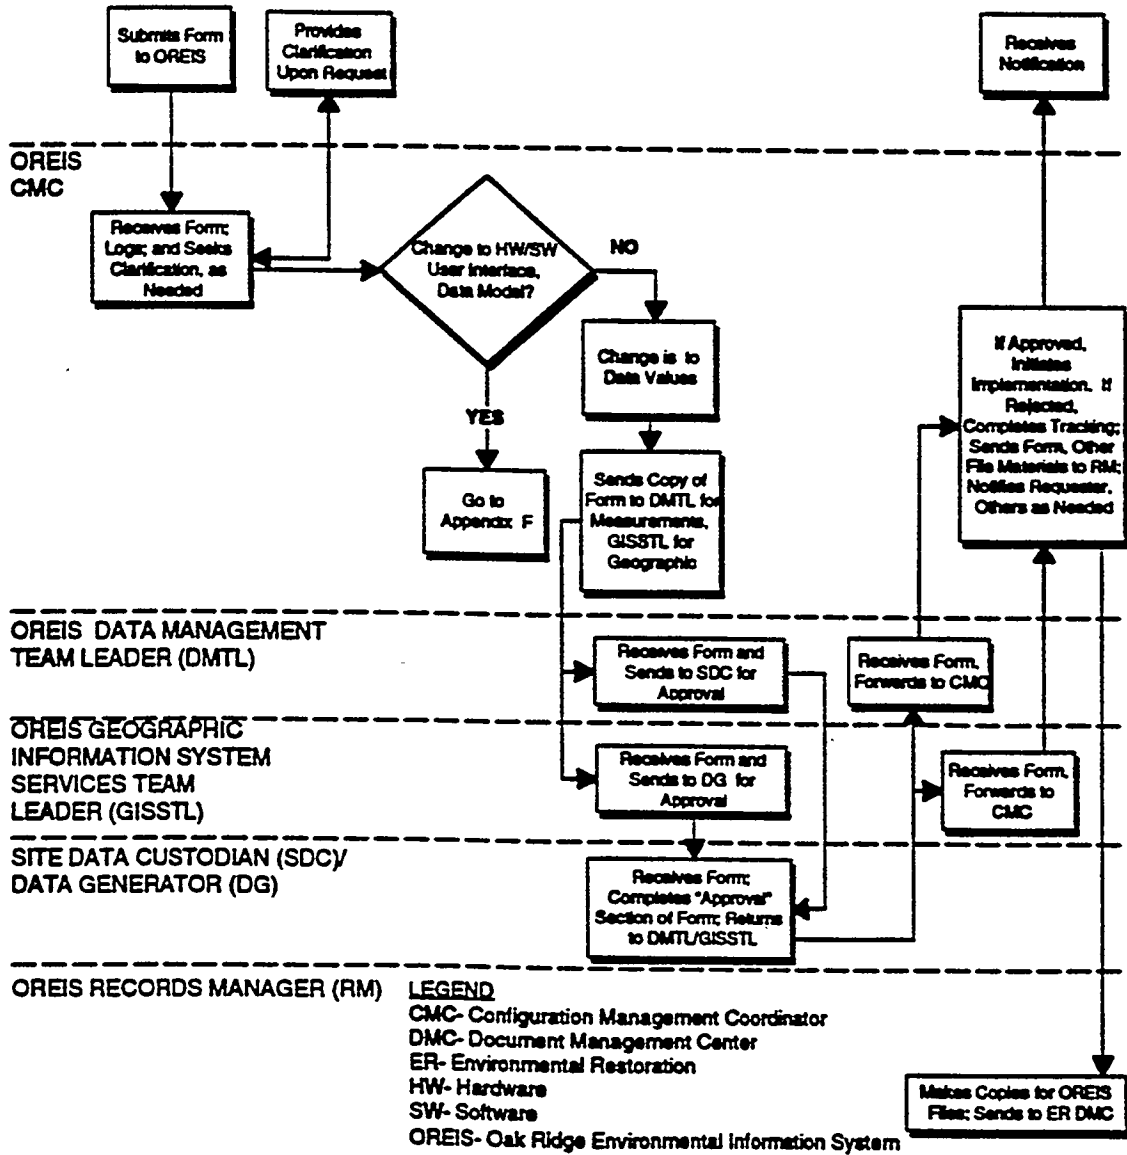 Submits Form
to OREIS
Provides
Clarification
Upon Request
Receives
Notification
OREIS
CMC
Receives Form;
Logs; and Seeks
Clarification, as
Needed
Change to HW/SW
User Interface,
Data Model?
NO
YES
Change is to
Data Values
Go to
Appendix F
Sends Copy of
Form to DMTL for
Measurements,
GISSTL for
Geographic
If Approved,
Initiates
Implementation. If
Rejected,
Completes Tracking;
Sends Form, Other
File Materials to RM;
Notifies Requester,
Others as Needed
OREIS DATA MANAGEMENT
TEAM LEADER (DMTL)
Receives Form and
Sends to SDC for
Approval
Receives Form,
Forwards to CMC
OREIS GEOGRAPHIC
INFORMATION SYSTEM
SERVICES TEAM
LEADER (GISSTL)
Receives Form and
Sends to DG for
Approval
Receives Form,
Forwards to
CMC
SITE DATA CUSTODIAN (SDC)/
DATA GENERATOR (DG)
Receives Form;
Completes "Approval"
Section of Form; Returns
to DMTL/GISSTL
OREIS RECORDS MANAGER (RM)
LEGEND
CMC- Configuration Management Coordinator
DMC- Document Management Center
ER- Environmental Restoration
HW- Hardware
SW- Software
OREIS- Oak Ridge Environmental Information System
Makes Copies for OREIS
Files; Sends to ER DMC